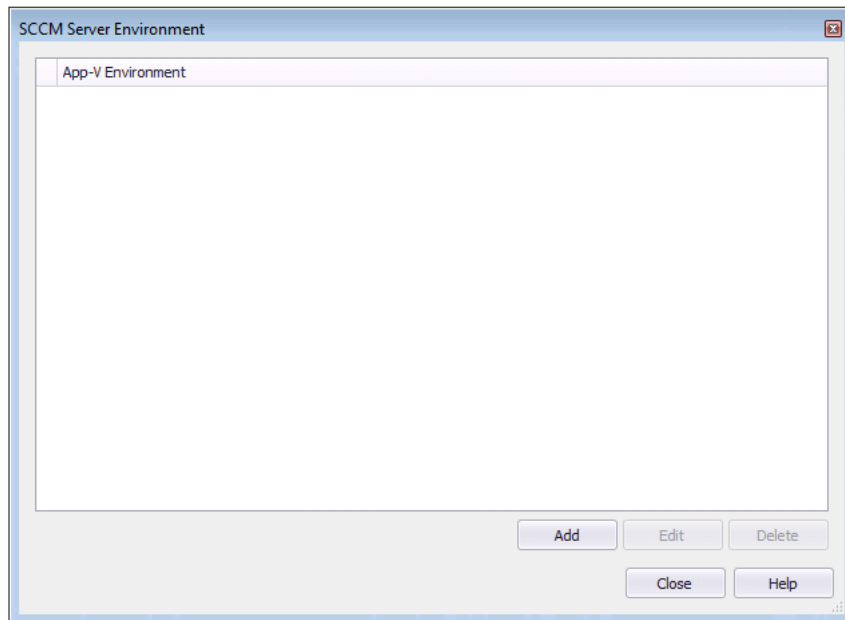 SCCM Server Environment
App-V Environment
Add Edit Delete
Close Help